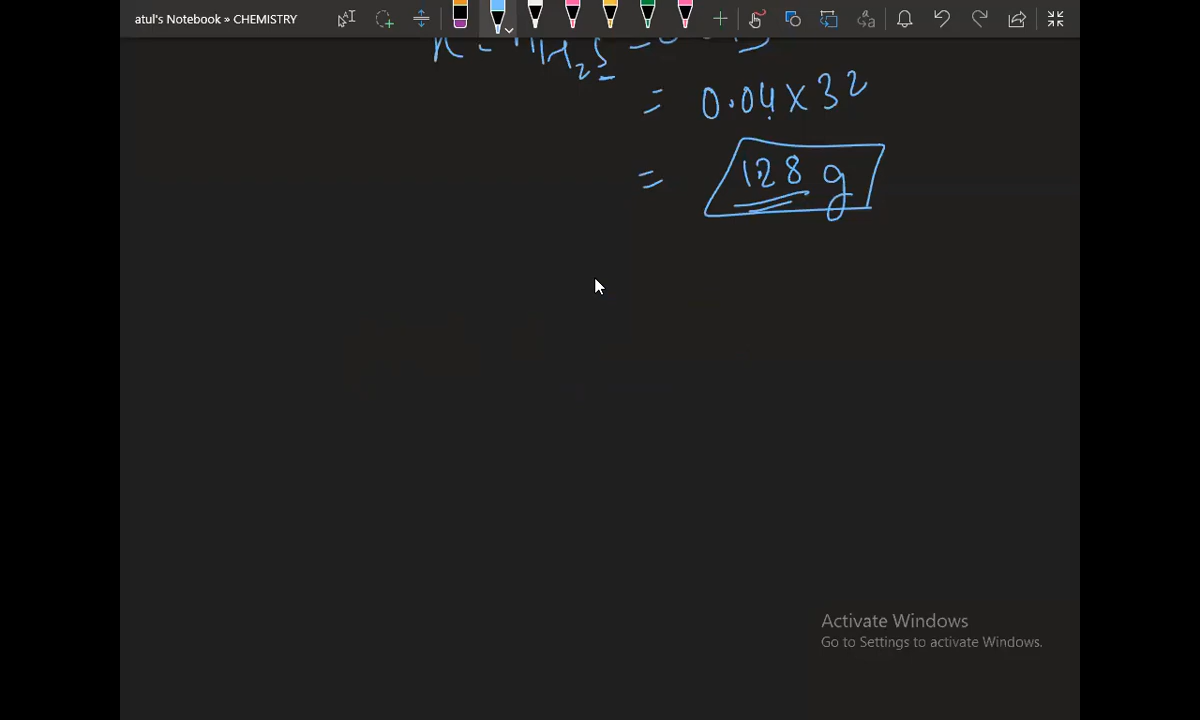 atul's Notebook » CHEMISTRY
= 0.04 × 32
= 1.28 g
Activate Windows
Go to Settings to activate Windows.